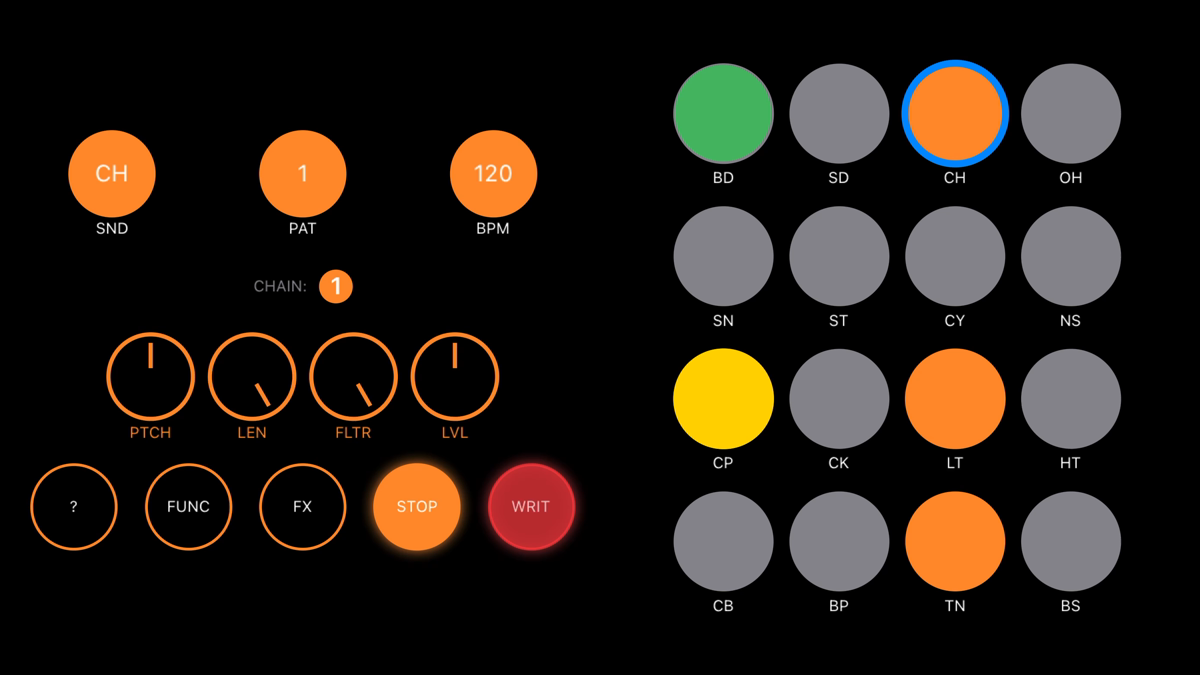 CH 1 120
SND PAT BPM
CHAIN: 1
PTCH LEN FLTR LVL
? FUNC FX STOP WRIT
BD SD CH OH
SN ST CY NS
CP CK LT HT
CB BP TN BS